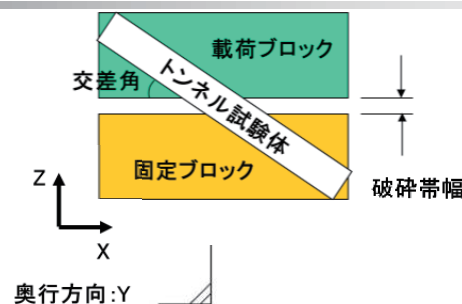 載荷ブロック
交差角
トンネル試験体
固定ブロック
破砕帯幅
Z
X
奥行方向:Y